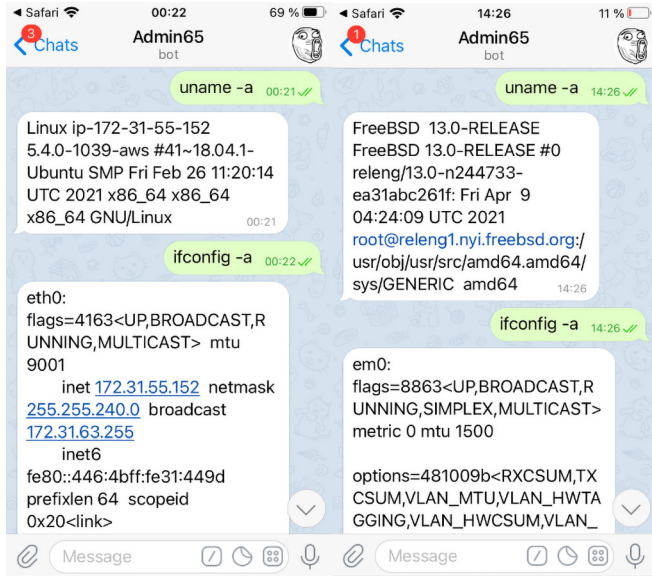 Safari
00:22
69 %
3
Chats
Admin65
bot
uname -a 00:21
Linux ip-172-31-55-152
5.4.0-1039-aws #41~18.04.1-
Ubuntu SMP Fri Feb 26 11:20:14
UTC 2021 x86_64 x86_64
x86_64 GNU/Linux
00:21
ifconfig -a 00:22
eth0:
flags=4163<UP,BROADCAST,R
UNNING,MULTICAST> mtu
9001
inet 172.31.55.152 netmask
255.255.240.0 broadcast
172.31.63.255
inet6
fe80::446:4bff:fe31:449d
prefixlen 64 scopeid
0x20<link>
Message
Safari
14:26
11 %
1
Chats
Admin65
bot
uname -a 14:26
FreeBSD 13.0-RELEASE
FreeBSD 13.0-RELEASE #0
releng/13.0-n244733-
ea31abc261f: Fri Apr 9
04:24:09 UTC 2021
root@releng1.nyi.freebsd.org:/
usr/obj/usr/src/amd64.amd64/
sys/GENERIC amd64
14:26
ifconfig -a 14:26
em0:
flags=8863<UP,BROADCAST,R
UNNING,SIMPLEX,MULTICAST>
metric 0 mtu 1500
options=481009b<RXCSUM,TX
CSUM,VLAN_MTU,VLAN_HWTA
GGING,VLAN_HWCSUM,VLAN_
Message